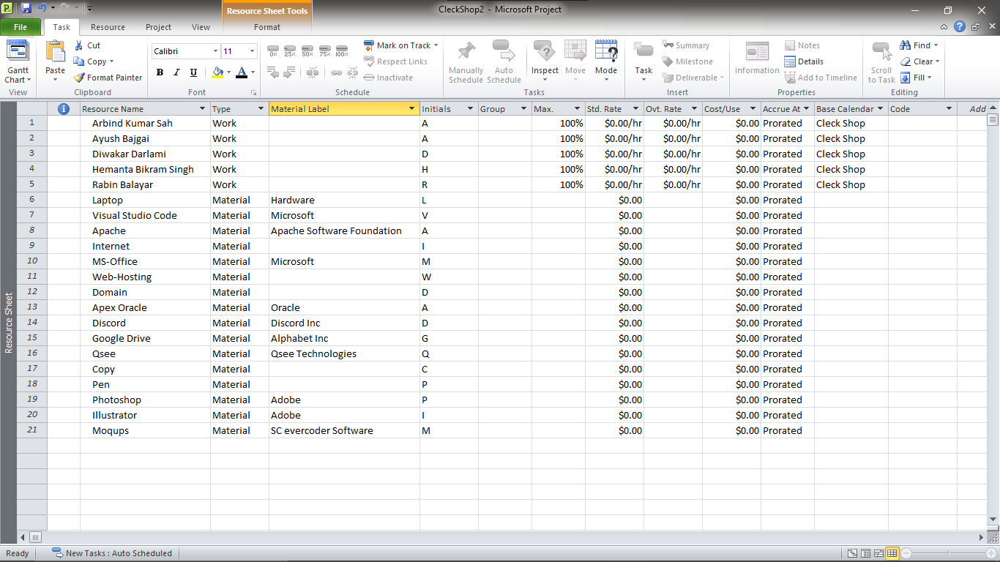 CleckShop2 - Microsoft Project
Resource Sheet Tools
File Task Resource Project View Format
Gantt Chart View
Paste Cut Copy Format Painter Clipboard
Calibri 11 B I U Font
0% 25% 50% 75% 100% Mark on Track Respect Links Inactivate Schedule
Manually Schedule Auto Schedule Inspect Move Mode Tasks
Task Summary Milestone Deliverable Insert
Information Notes Details Add to Timeline Properties
Scroll to Task Find Clear Fill Editing
Resource Name Type Material Label Initials Group Max. Std. Rate Ovt. Rate Cost/Use Accrue At Base Calendar Code Add
1 Arbind Kumar Sah Work A 100% $0.00/hr $0.00/hr $0.00 Prorated Cleck Shop
2 Ayush Bajgai Work A 100% $0.00/hr $0.00/hr $0.00 Prorated Cleck Shop
3 Diwakar Darlami Work D 100% $0.00/hr $0.00/hr $0.00 Prorated Cleck Shop
4 Hemanta Bikram Singh Work H 100% $0.00/hr $0.00/hr $0.00 Prorated Cleck Shop
5 Rabin Balayar Work R 100% $0.00/hr $0.00/hr $0.00 Prorated Cleck Shop
6 Laptop Material Hardware L $0.00 $0.00 Prorated
7 Visual Studio Code Material Microsoft V $0.00 $0.00 Prorated
8 Apache Material Apache Software Foundation A $0.00 $0.00 Prorated
9 Internet Material I $0.00 $0.00 Prorated
10 MS-Office Material Microsoft M $0.00 $0.00 Prorated
11 Web-Hosting Material W $0.00 $0.00 Prorated
12 Domain Material D $0.00 $0.00 Prorated
13 Apex Oracle Material Oracle A $0.00 $0.00 Prorated
14 Discord Material Discord Inc D $0.00 $0.00 Prorated
15 Google Drive Material Alphabet Inc G $0.00 $0.00 Prorated
16 Qsee Material Qsee Technologies Q $0.00 $0.00 Prorated
17 Copy Material C $0.00 $0.00 Prorated
18 Pen Material P $0.00 $0.00 Prorated
19 Photoshop Material Adobe P $0.00 $0.00 Prorated
20 Illustrator Material Adobe I $0.00 $0.00 Prorated
21 Moqups Material SC evercoder Software M $0.00 $0.00 Prorated
Resource Sheet
Ready New Tasks : Auto Scheduled